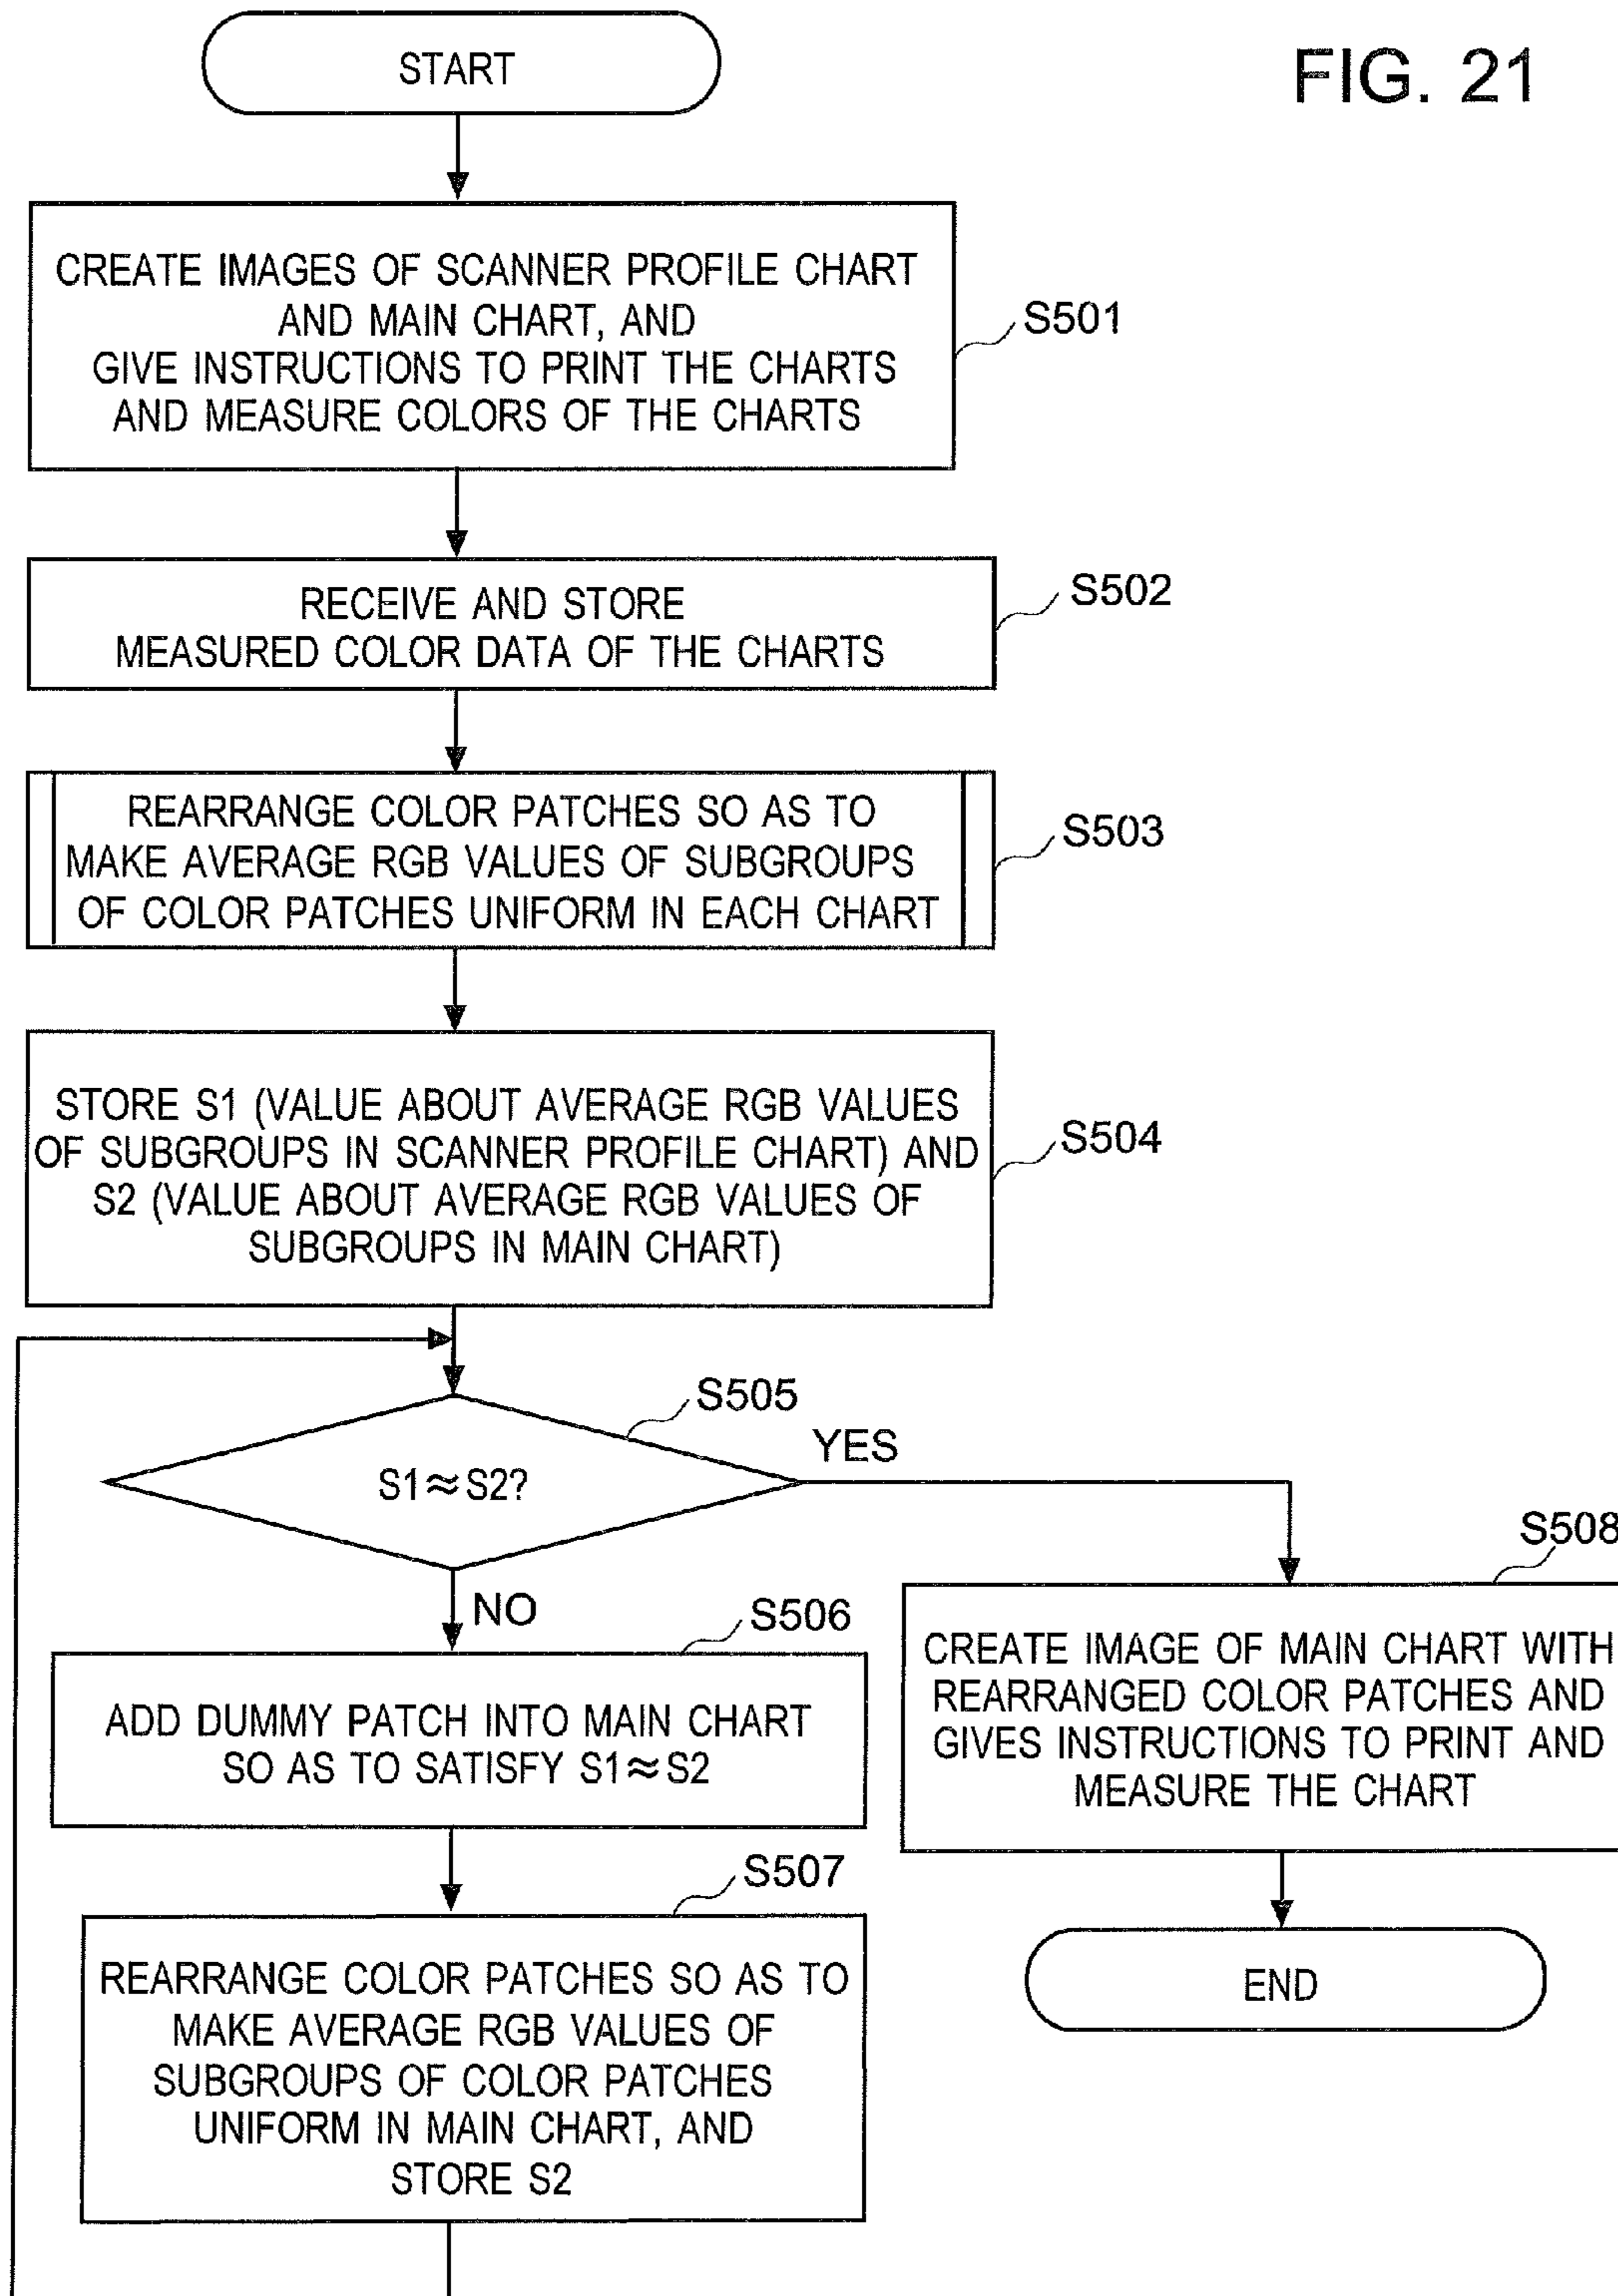 FIG. 21
START
CREATE IMAGES OF SCANNER PROFILE CHART
AND MAIN CHART, AND
GIVE INSTRUCTIONS TO PRINT THE CHARTS
AND MEASURE COLORS OF THE CHARTS
S501
RECEIVE AND STORE
MEASURED COLOR DATA OF THE CHARTS
S502
REARRANGE COLOR PATCHES SO AS TO
MAKE AVERAGE RGB VALUES OF SUBGROUPS
OF COLOR PATCHES UNIFORM IN EACH CHART
S503
STORE S1 (VALUE ABOUT AVERAGE RGB VALUES
OF SUBGROUPS IN SCANNER PROFILE CHART) AND
S2 (VALUE ABOUT AVERAGE RGB VALUES OF
SUBGROUPS IN MAIN CHART)
S504
S505
S1≈S2?
YES
NO
S506
ADD DUMMY PATCH INTO MAIN CHART
SO AS TO SATISFY S1≈S2
S507
REARRANGE COLOR PATCHES SO AS TO
MAKE AVERAGE RGB VALUES OF
SUBGROUPS OF COLOR PATCHES
UNIFORM IN MAIN CHART, AND
STORE S2
S508
CREATE IMAGE OF MAIN CHART WITH
REARRANGED COLOR PATCHES AND
GIVES INSTRUCTIONS TO PRINT AND
MEASURE THE CHART
END